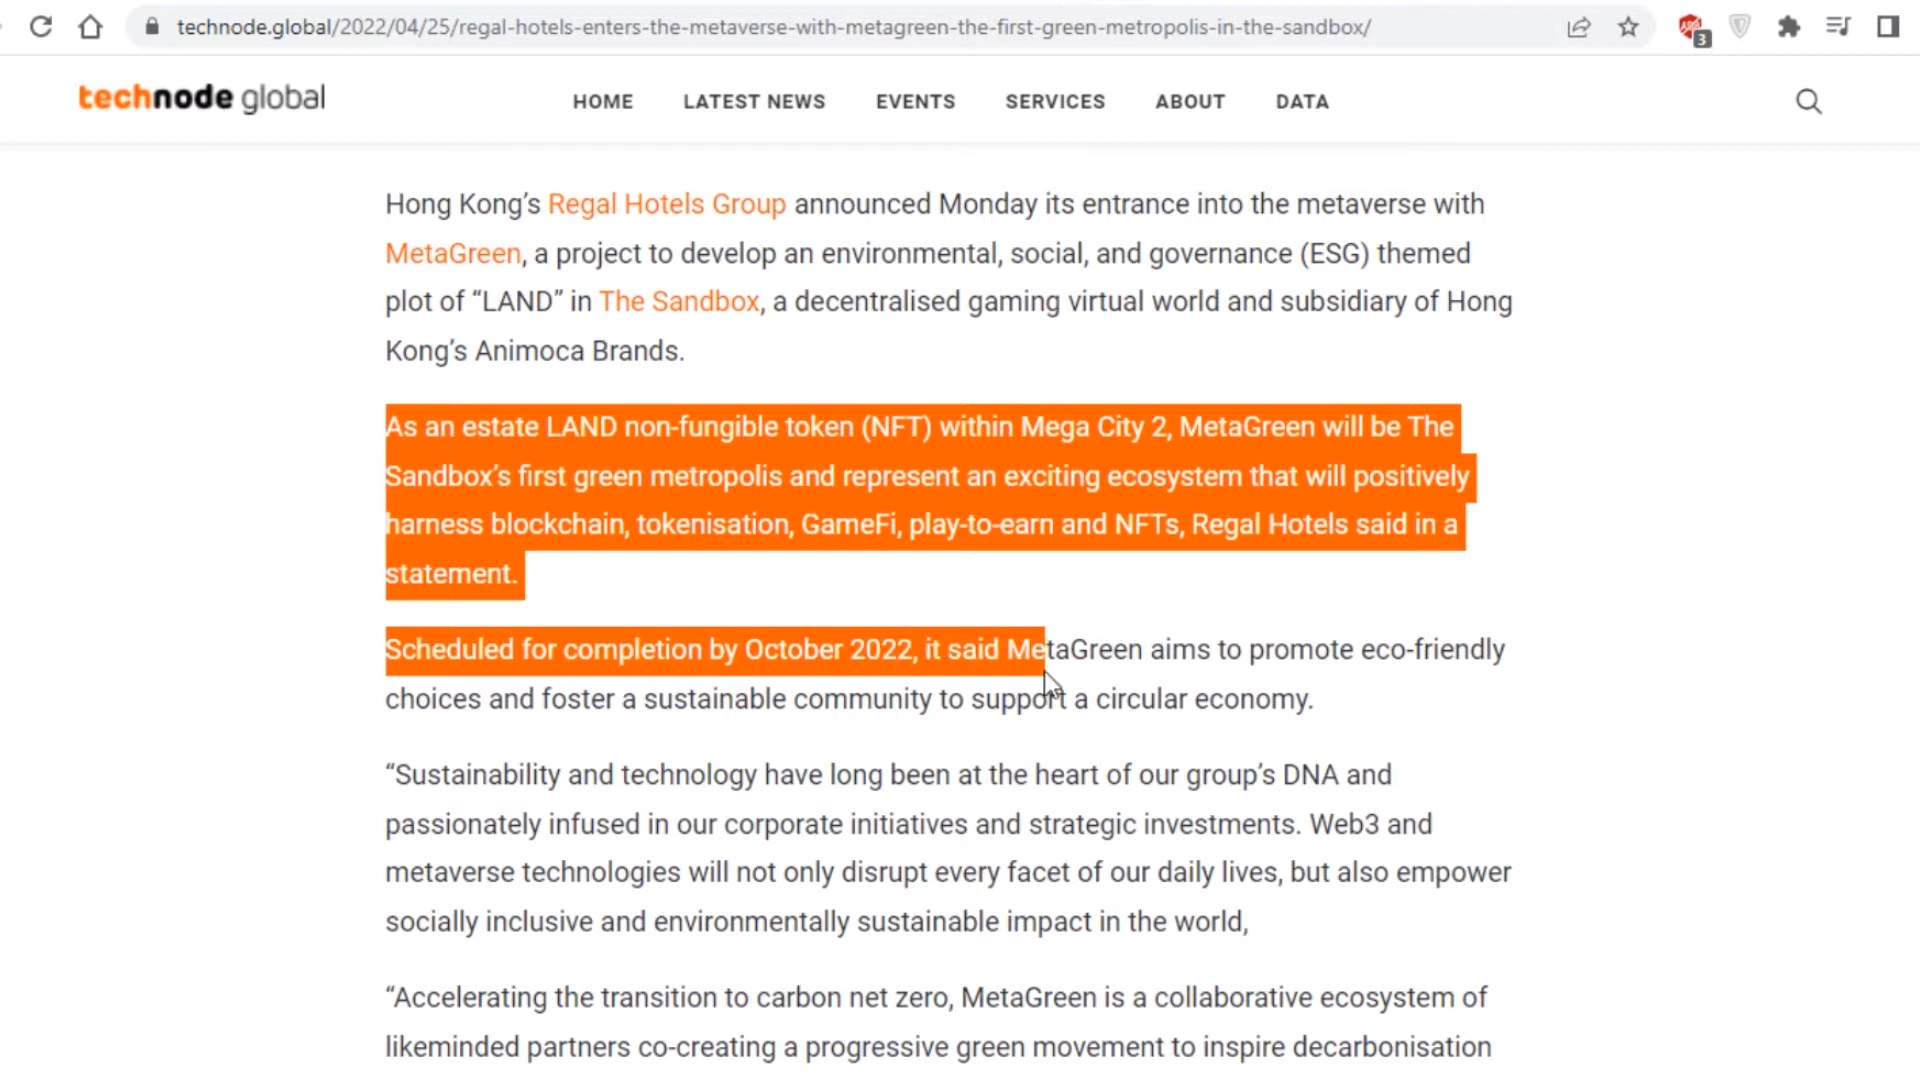 technode.global/2022/04/25/regal-hotels-enters-the-metaverse-with-metagreen-the-first-green-metropolis-in-the-sandbox/
3
technode global
HOME LATEST NEWS EVENTS SERVICES ABOUT DATA
Hong Kong’s Regal Hotels Group announced Monday its entrance into the metaverse with
MetaGreen, a project to develop an environmental, social, and governance (ESG) themed
plot of “LAND” in The Sandbox, a decentralised gaming virtual world and subsidiary of Hong
Kong’s Animoca Brands.
As an estate LAND non-fungible token (NFT) within Mega City 2, MetaGreen will be The
Sandbox’s first green metropolis and represent an exciting ecosystem that will positively
harness blockchain, tokenisation, GameFi, play-to-earn and NFTs, Regal Hotels said in a
statement.
Scheduled for completion by October 2022, it said MetaGreen aims to promote eco-friendly
choices and foster a sustainable community to support a circular economy.
“Sustainability and technology have long been at the heart of our group’s DNA and
passionately infused in our corporate initiatives and strategic investments. Web3 and
metaverse technologies will not only disrupt every facet of our daily lives, but also empower
socially inclusive and environmentally sustainable impact in the world,
“Accelerating the transition to carbon net zero, MetaGreen is a collaborative ecosystem of
likeminded partners co-creating a progressive green movement to inspire decarbonisation